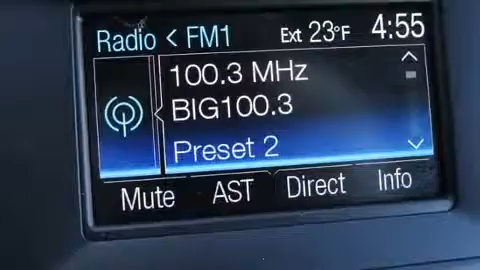 Radio < FM1 Ext 23°F 4:55
100.3 MHz
BIG100.3
Preset 2
Mute AST Direct Info